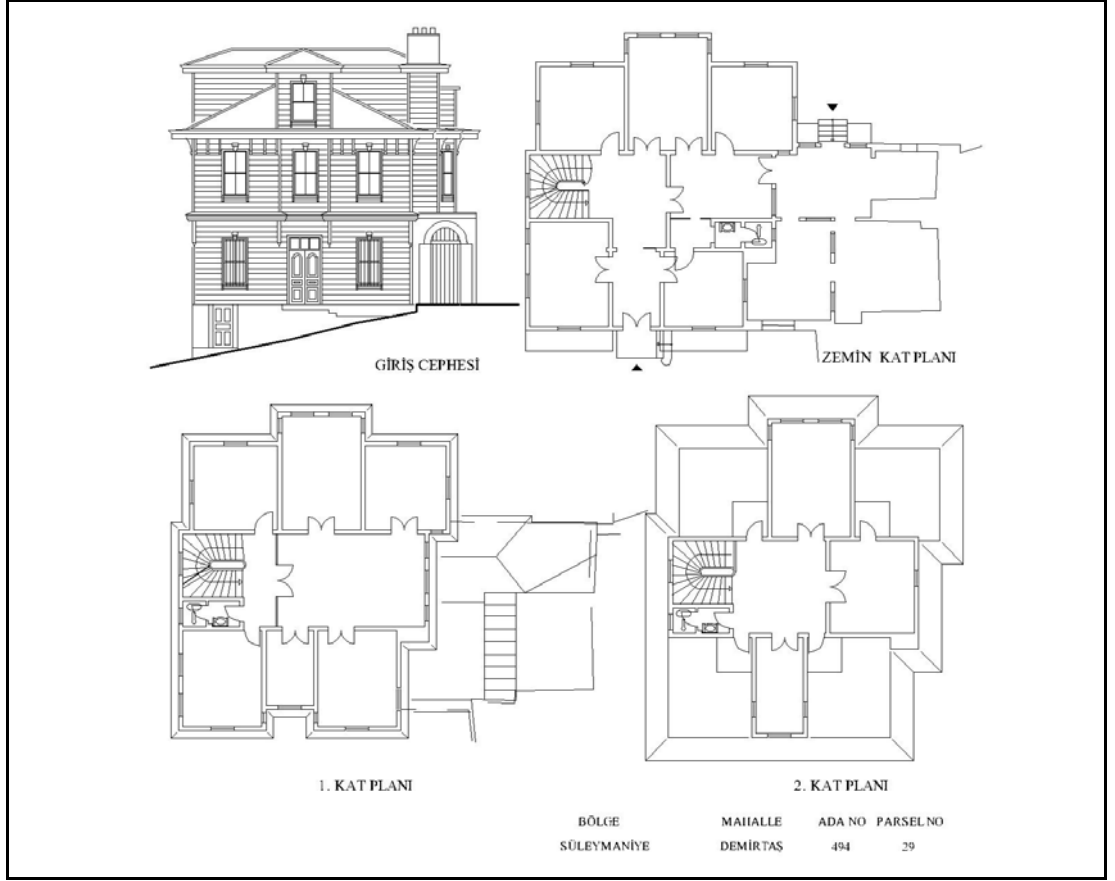 GİRİŞ CEPHESİ
ZEMİN KAT PLANI
1. KAT PLANI
2. KAT PLANI
BÖLGE MAHALLE ADA NO PARSEL NO
SÜLEYMANİYE DEMİRTAŞ 494 29